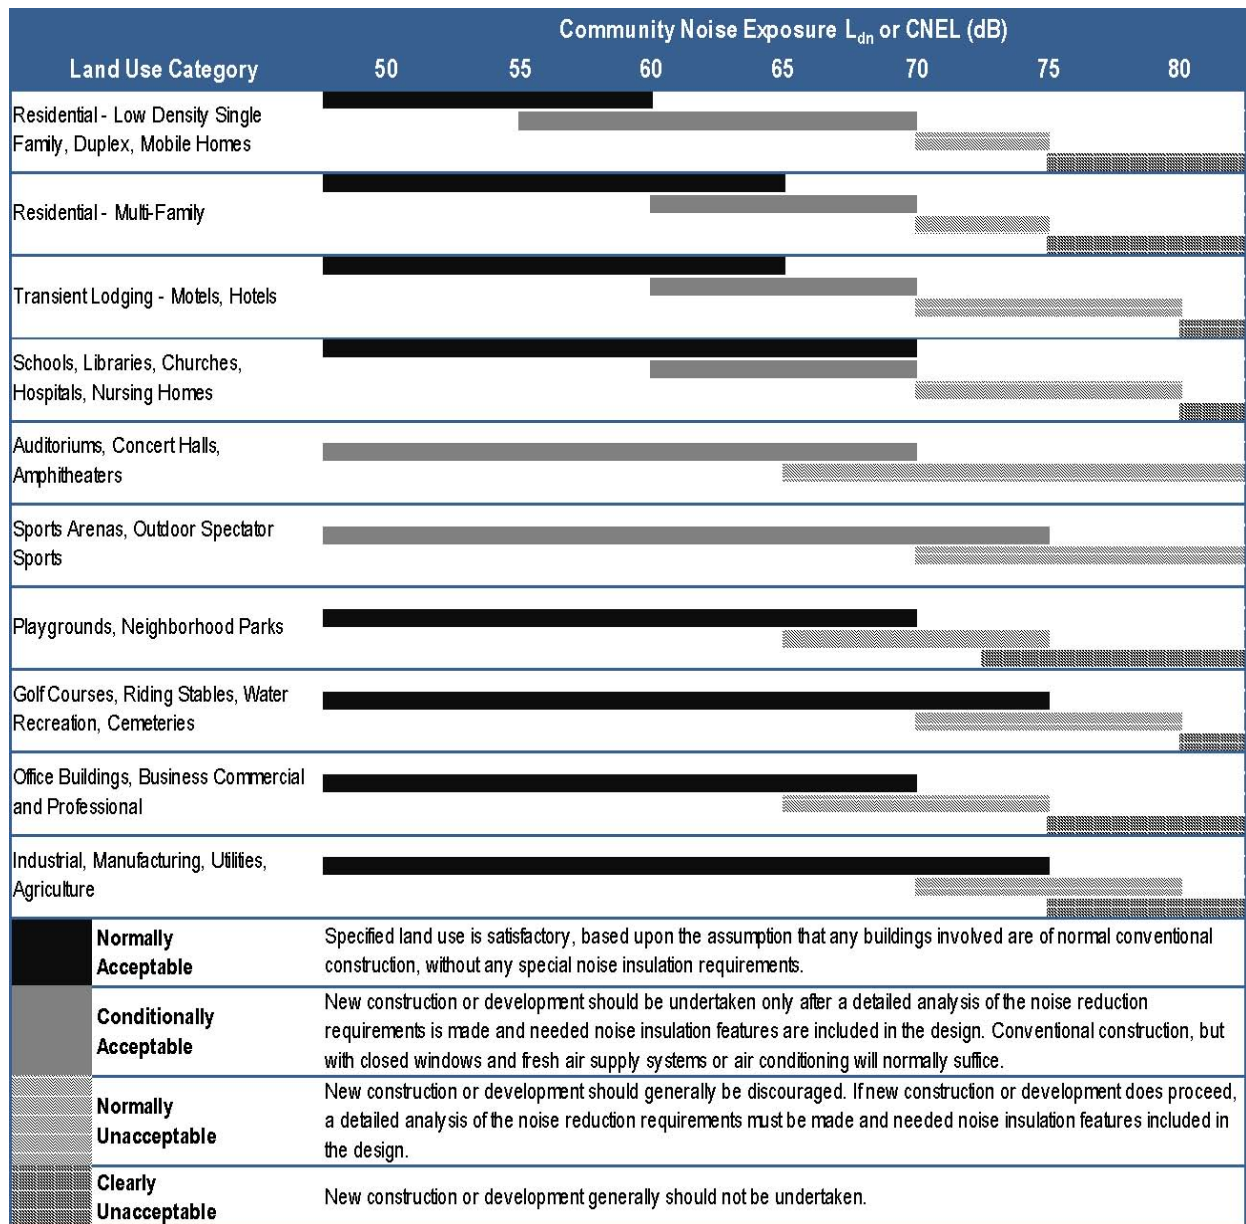 Community Noise Exposure Ldn or CNEL (dB)
Land Use Category 50 55 60 65 70 75 80
Residential - Low Density Single
Family, Duplex, Mobile Homes
Residential - Multi-Family
Transient Lodging - Motels, Hotels
Schools, Libraries, Churches,
Hospitals, Nursing Homes
Auditoriums, Concert Halls,
Amphitheaters
Sports Arenas, Outdoor Spectator
Sports
Playgrounds, Neighborhood Parks
Golf Courses, Riding Stables, Water
Recreation, Cemeteries
Office Buildings, Business Commercial
and Professional
Industrial, Manufacturing, Utilities,
Agriculture
Normally
Acceptable
Specified land use is satisfactory, based upon the assumption that any buildings involved are of normal conventional
construction, without any special noise insulation requirements.
Conditionally
Acceptable
New construction or development should be undertaken only after a detailed analysis of the noise reduction
requirements is made and needed noise insulation features are included in the design. Conventional construction, but
with closed windows and fresh air supply systems or air conditioning will normally suffice.
Normally
Unacceptable
New construction or development should generally be discouraged. If new construction or development does proceed,
a detailed analysis of the noise reduction requirements must be made and needed noise insulation features included in
the design.
Clearly
Unacceptable
New construction or development generally should not be undertaken.